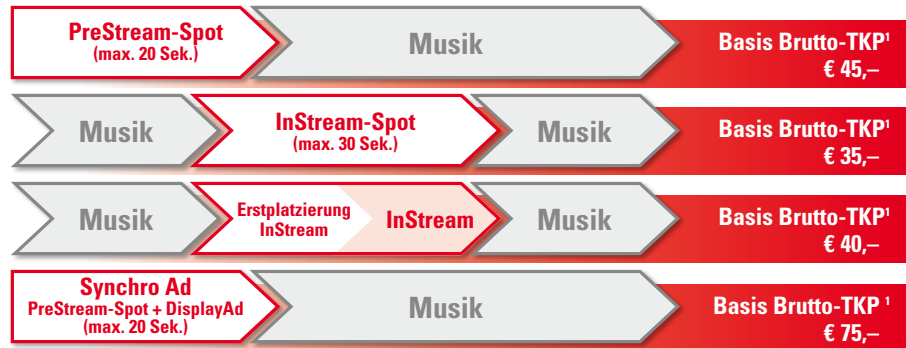 PreStream-Spot
(max. 20 Sek.)
Musik
Basis Brutto-TKP¹
€ 45,–
Musik
InStream-Spot
(max. 30 Sek.)
Musik
Basis Brutto-TKP¹
€ 35,–
Musik
Erstplatzierung
InStream
InStream
Musik
Basis Brutto-TKP¹
€ 40,–
Synchro Ad
PreStream-Spot + DisplayAd
(max. 20 Sek.)
Musik
Basis Brutto-TKP ¹
€ 75,–